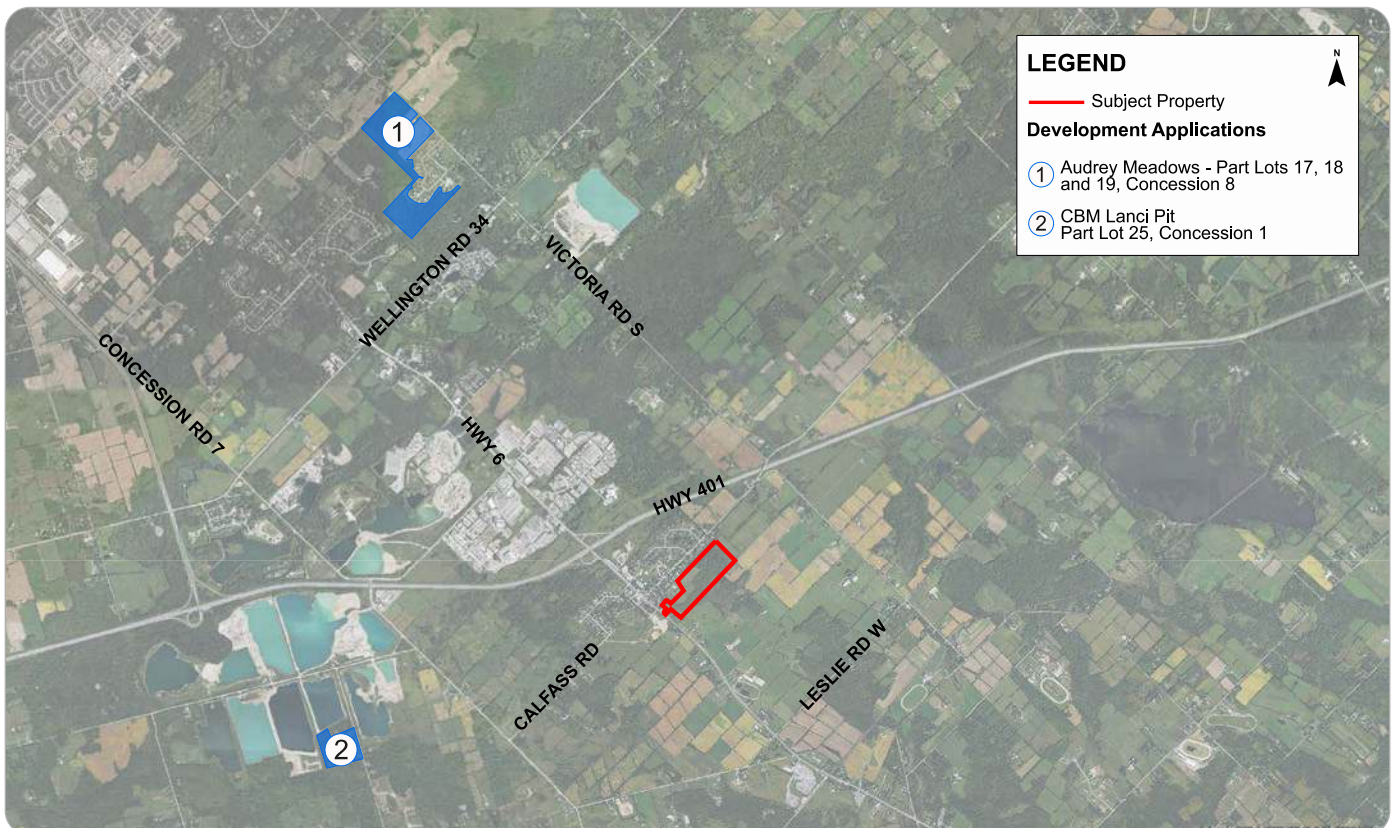 LEGEND
N
Subject Property
Development Applications
1 Audrey Meadows - Part Lots 17, 18
and 19, Concession 8
2 CBM Lanci Pit
Part Lot 25, Concession 1
1
WELLINGTON RD 34
VICTORIA RD S
CONCESSION RD 7
HWY 6
HWY 401
CALFASS RD
LESLIE RD W
2